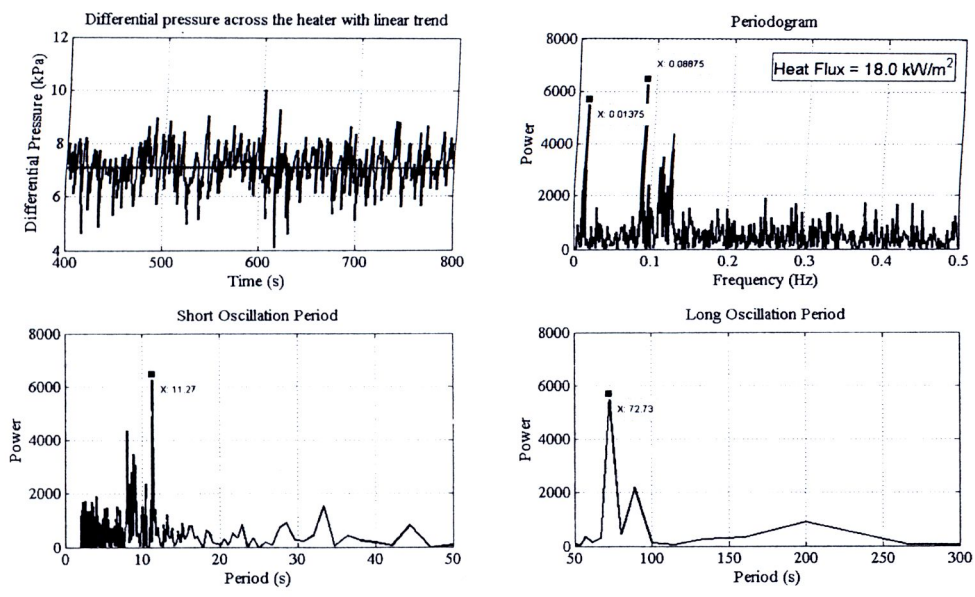 Differential pressure across the heater with linear trend
12
10
8
6
4
Differential Pressure (kPa)
400
500
600
700
800
Time (s)
Periodogram
8000
6000
4000
2000
0
Power
X: 0.08875
X: 0.01375
Heat Flux = 18.0 kW/m²
0
0.1
0.2
0.3
0.4
0.5
Frequency (Hz)
Short Oscillation Period
8000
6000
4000
2000
0
Power
X: 11.27
0
10
20
30
40
50
Period (s)
Long Oscillation Period
8000
6000
4000
2000
0
Power
X: 72.73
50
100
150
200
250
300
Period (s)